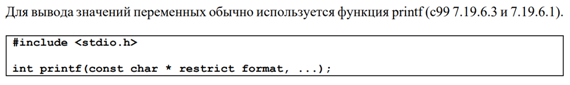 Для вывода значений переменных обычно используется функция printf (с99 7.19.6.3 и 7.19.6.1).
#include <stdio.h>
int printf(const char * restrict format, ...);